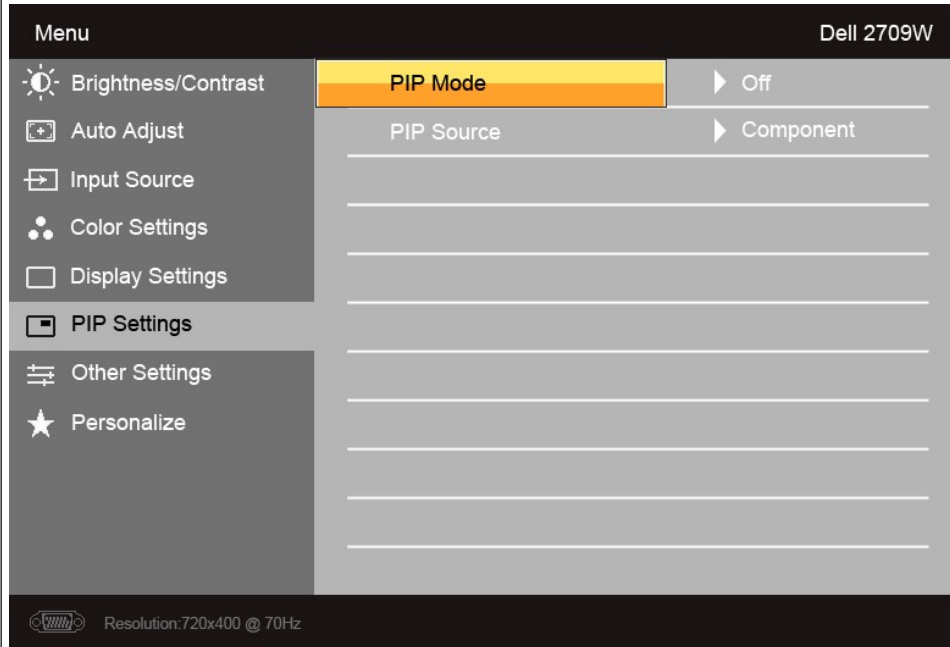 Menu Dell 2709W
Brightness/Contrast
Auto Adjust
Input Source
Color Settings
Display Settings
PIP Settings
Other Settings
Personalize
PIP Mode Off
PIP Source Component
Resolution:720x400 @ 70Hz